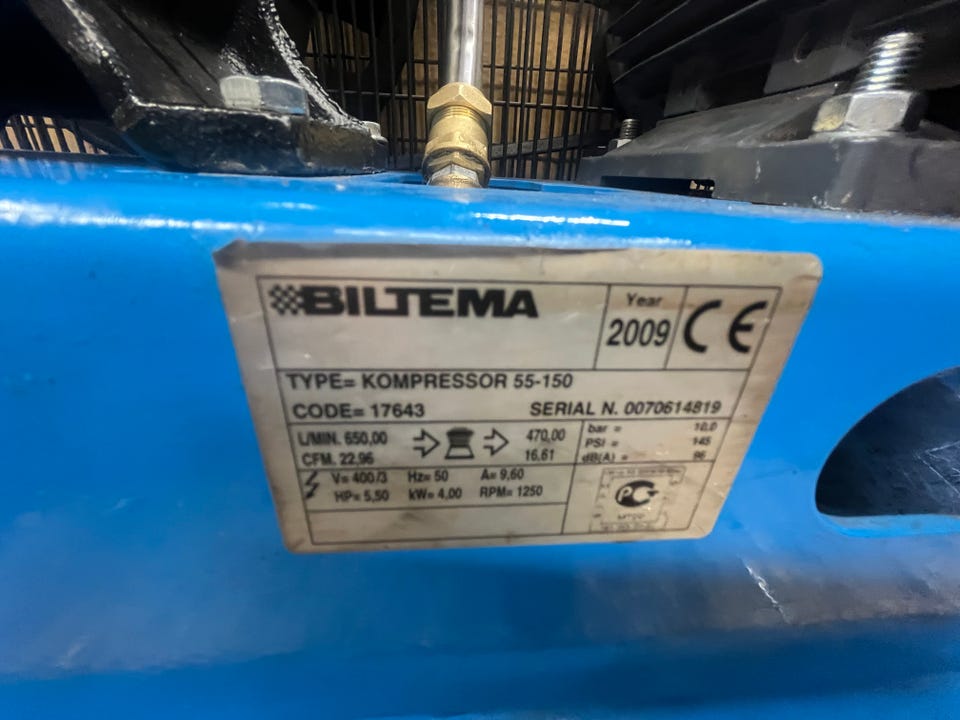 BILTEMA
Year
2009
CE
TYPE= KOMPRESSOR 55-150
CODE= 17643 SERIAL N. 0070614819
L/MIN. 650,00 470,00
CFM. 22,96 16,61
bar = 10,0
PSI = 145
dB(A) = 96
V= 400/3 Hz= 50 A= 9,60
HP= 5,50 kW= 4,00 RPM= 1250